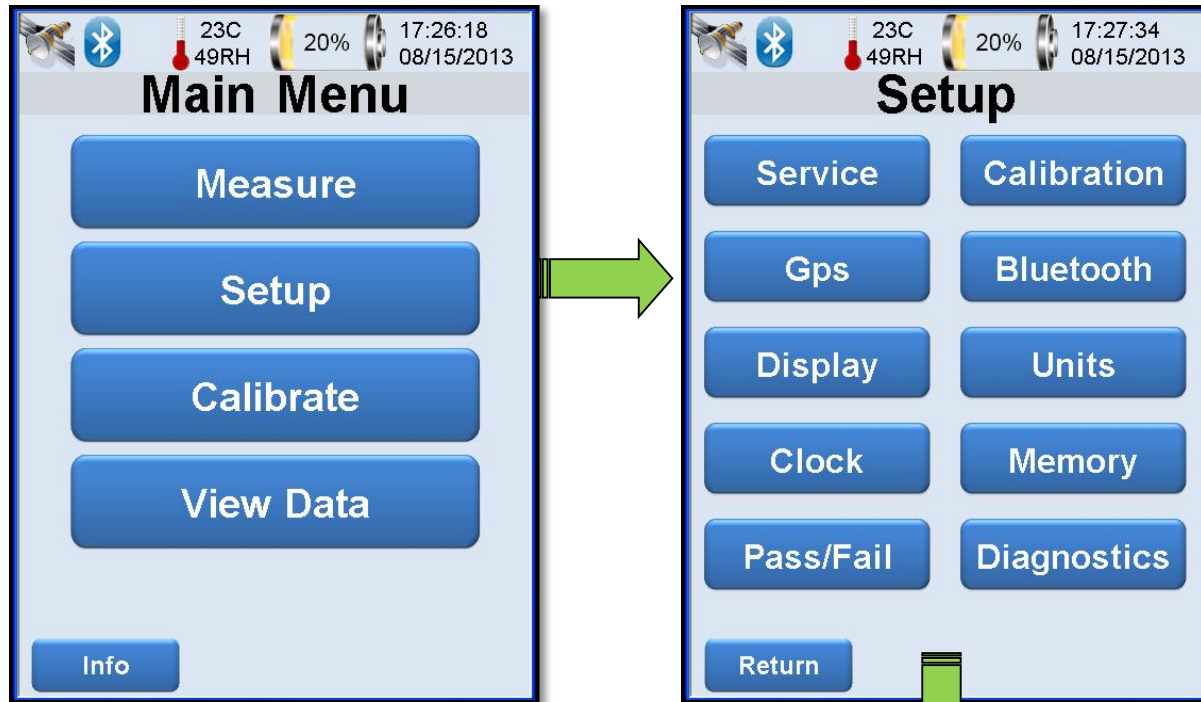 23C
49RH
20%
17:26:18
08/15/2013
Main Menu
Measure
Setup
Calibrate
View Data
Info
23C
49RH
20%
17:27:34
08/15/2013
Setup
Service
Calibration
Gps
Bluetooth
Display
Units
Clock
Memory
Pass/Fail
Diagnostics
Return